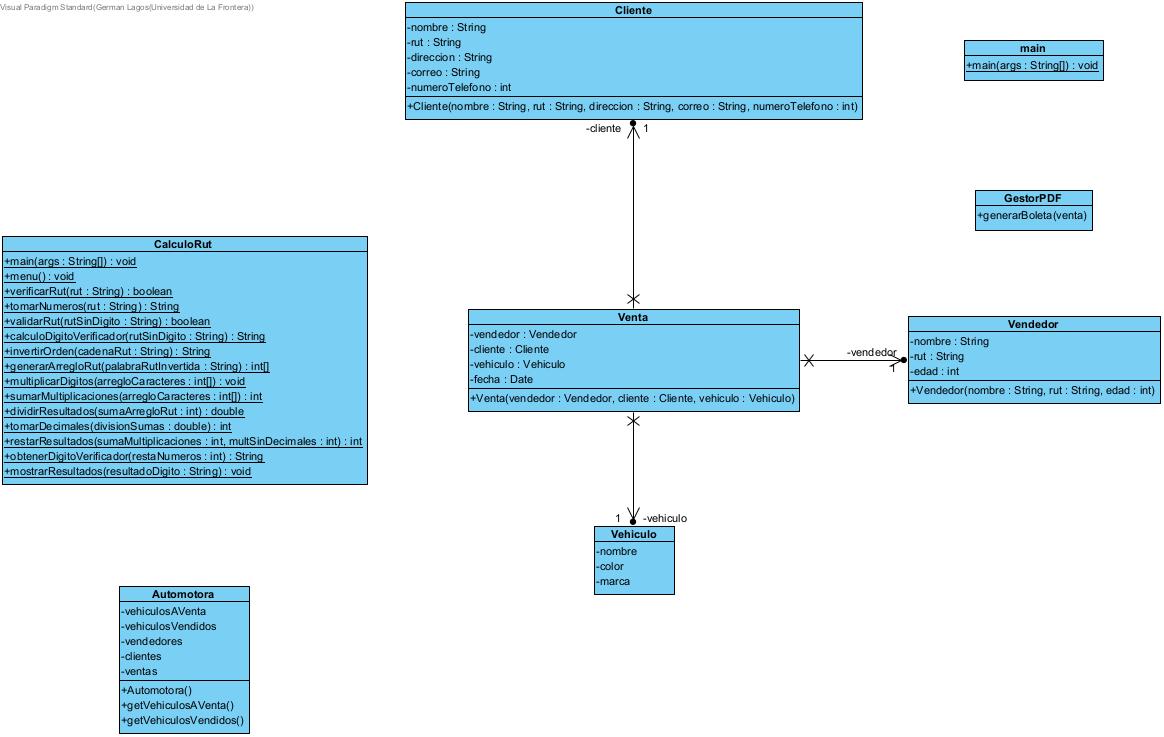 Visual Paradigm Standard(German Lagos(Universidad de La Frontera))
Cliente
-nombre : String
-rut : String
-direccion : String
-correo : String
-numeroTelefono : int
+Cliente(nombre : String, rut : String, direccion : String, correo : String, numeroTelefono : int)
main
+main(args : String[]) : void
-cliente
1
GestorPDF
+generarBoleta(venta)
CalculoRut
+main(args : String[]) : void
+menu() : void
+verificarRut(rut : String) : boolean
+tomarNumeros(rut : String) : String
+validarRut(rutSinDigito : String) : boolean
+calculoDigitoVerificador(rutSinDigito : String) : String
+invertirOrden(cadenaRut : String) : String
+generarArregloRut(palabraRutInvertida : String) : int[]
+multiplicarDigitos(arregloCaracteres : int[]) : void
+sumarMultiplicaciones(arregloCaracteres : int[]) : int
+dividirResultados(sumaArregloRut : int) : double
+tomarDecimales(divisionSumas : double) : int
+restarResultados(sumaMultiplicaciones : int, multSinDecimales : int) : int
+obtenerDigitoVerificador(restaNumeros : int) : String
+mostrarResultados(resultadoDigito : String) : void
Venta
-vendedor : Vendedor
-cliente : Cliente
-vehiculo : Vehiculo
-fecha : Date
+Venta(vendedor : Vendedor, cliente : Cliente, vehiculo : Vehiculo)
-vendedor
1
Vendedor
-nombre : String
-rut : String
-edad : int
+Vendedor(nombre : String, rut : String, edad : int)
1
-vehiculo
Vehiculo
-nombre
-color
-marca
Automotora
-vehiculosAVenta
-vehiculosVendidos
-vendedores
-clientes
-ventas
+Automotora()
+getVehiculosAVenta()
+getVehiculosVendidos()